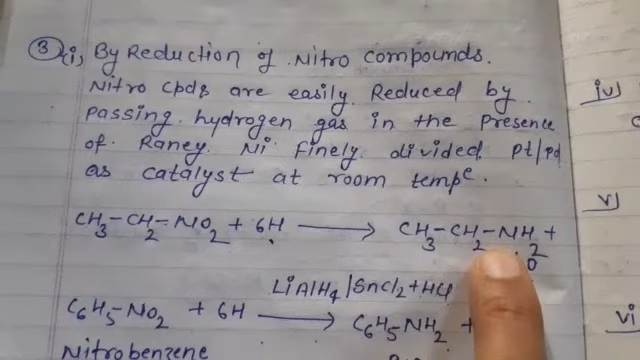 ③ (i) By Reduction of Nitro compounds.
Nitro cpds are easily Reduced by
passing hydrogen gas in the presence
of Raney Ni finely divided Pt/Pd
as catalyst at room tempe.
CH3-CH2-NO2 + 6H ⟶ CH3-CH2-NH2 +
LiAlH4/SnCl2+HCl
C6H5-NO2 + 6H ⟶ C6H5NH2 +
Nitrobenzene
iv)
v)
vi